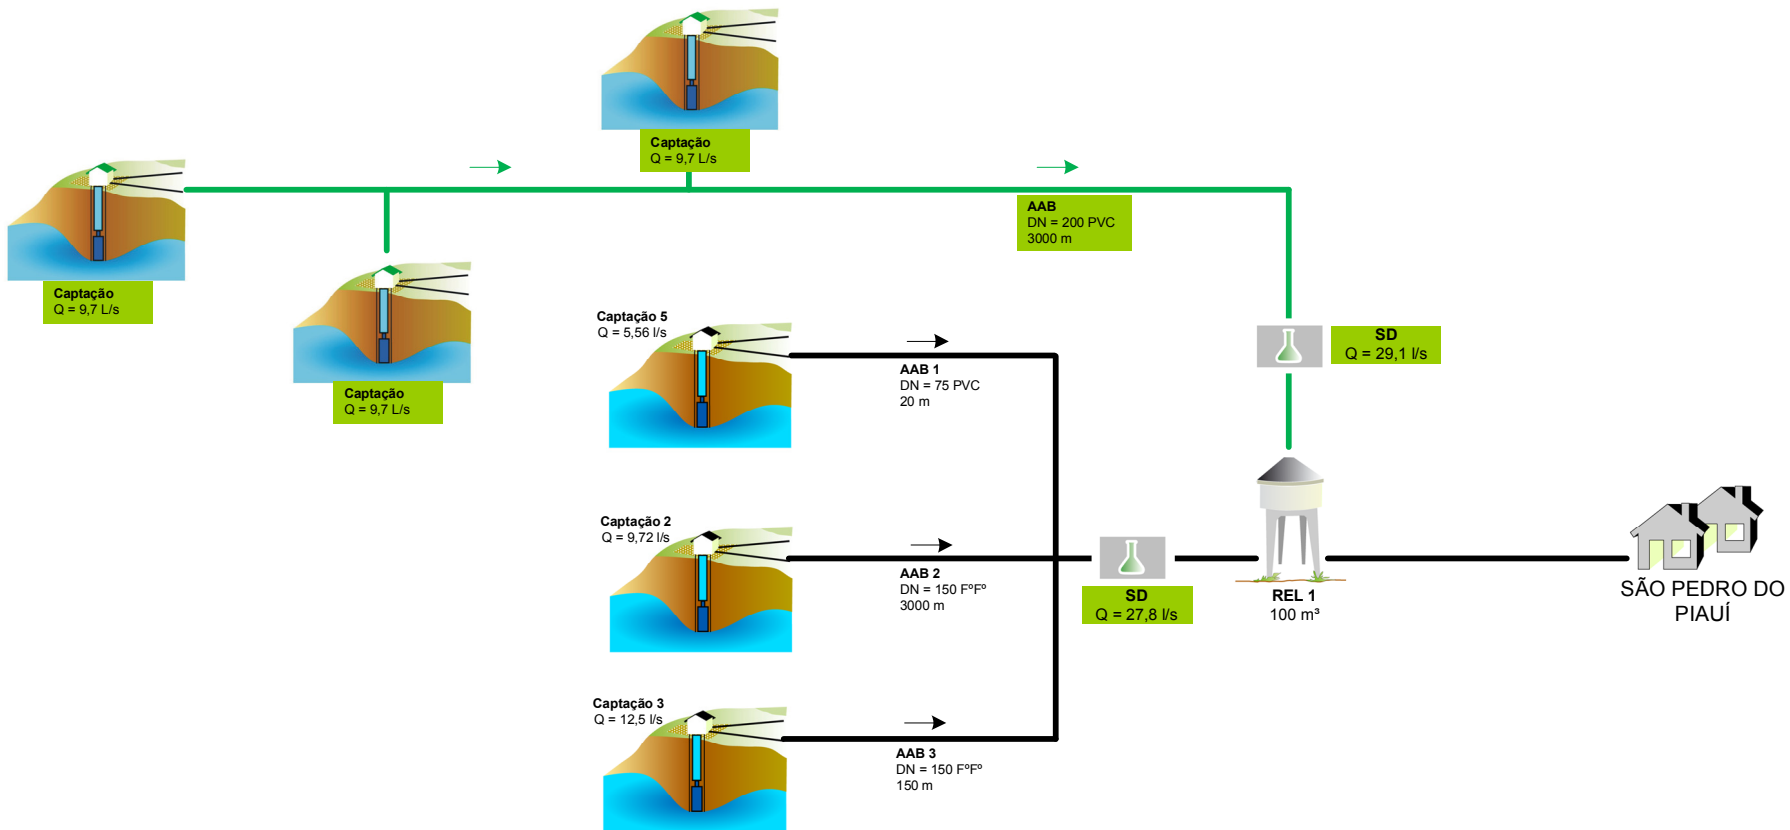 Captação
Q = 9,7 L/s
Captação
Q = 9,7 L/s
Captação
Q = 9,7 L/s
AAB
DN = 200 PVC
3000 m
SD
Q = 29,1 l/s
Captação 5
Q = 5,56 l/s
AAB 1
DN = 75 PVC
20 m
Captação 2
Q = 9,72 l/s
AAB 2
DN = 150 FºFº
3000 m
SD
Q = 27,8 l/s
REL 1
100 m³
SÃO PEDRO DO
PIAUÍ
Captação 3
Q = 12,5 l/s
AAB 3
DN = 150 FºFº
150 m